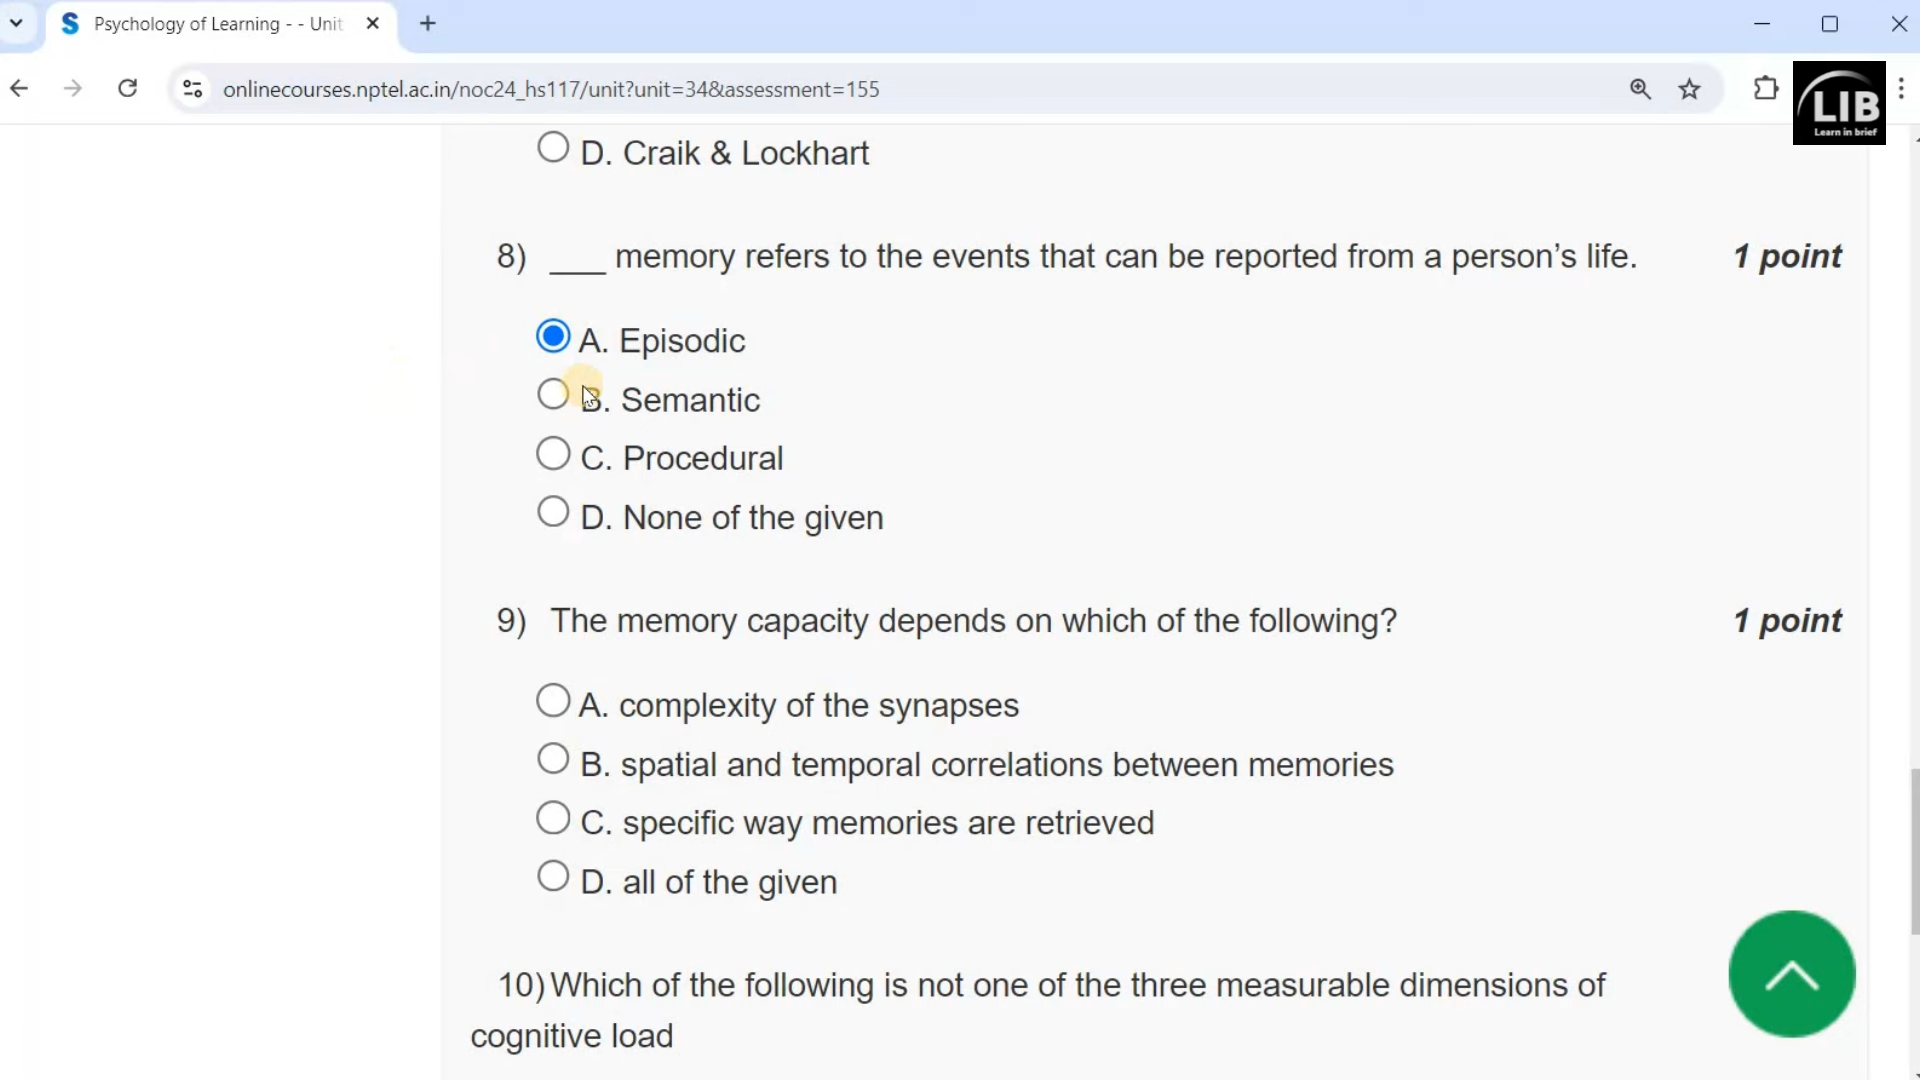 Psychology of Learning - - Unit
onlinecourses.nptel.ac.in/noc24_hs117/unit?unit=34&assessment=155
LIB
Learn in brief
D. Craik & Lockhart
8) ___ memory refers to the events that can be reported from a person’s life. 1 point
A. Episodic
B. Semantic
C. Procedural
D. None of the given
9) The memory capacity depends on which of the following? 1 point
A. complexity of the synapses
B. spatial and temporal correlations between memories
C. specific way memories are retrieved
D. all of the given
10) Which of the following is not one of the three measurable dimensions of
cognitive load